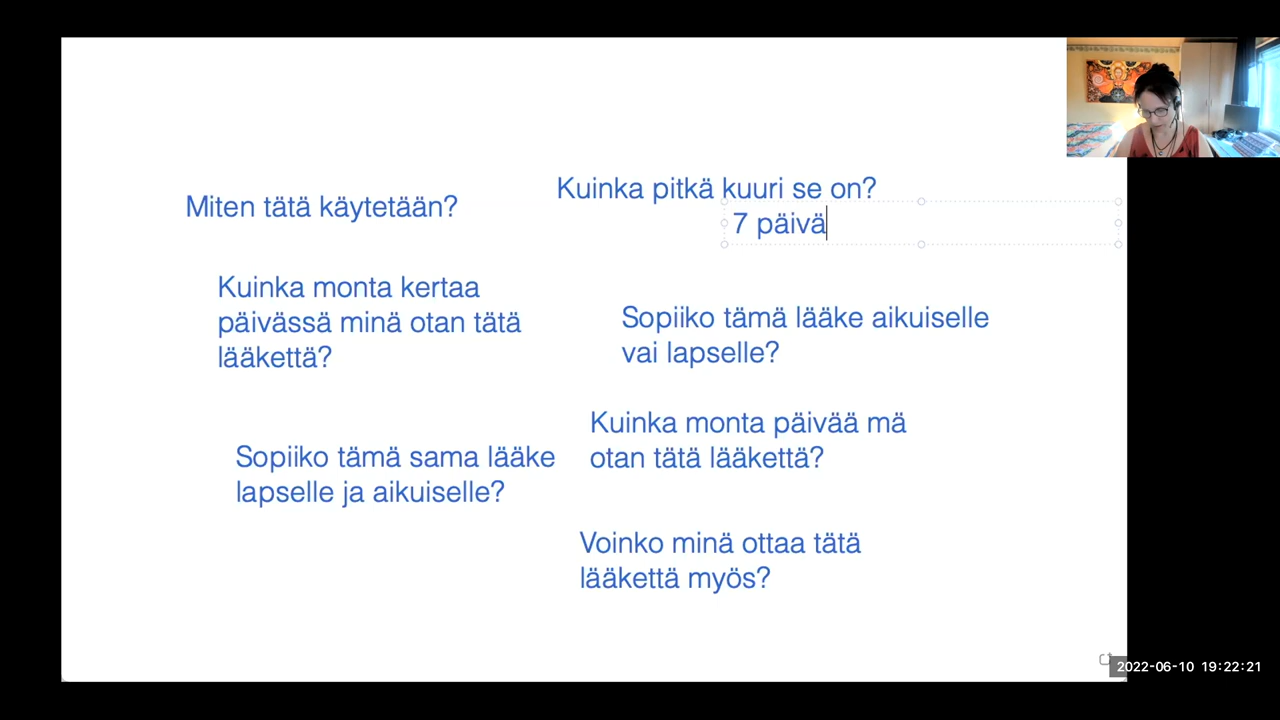 Miten tätä käytetään?
Kuinka pitkä kuuri se on?
7 päivä
Kuinka monta kertaa
päivässä minä otan tätä
lääkettä?
Sopiiko tämä lääke aikuiselle
vai lapselle?
Kuinka monta päivää mä
otan tätä lääkettä?
Sopiiko tämä sama lääke
lapselle ja aikuiselle?
Voinko minä ottaa tätä
lääkettä myös?
2022-06-10 19:22:21